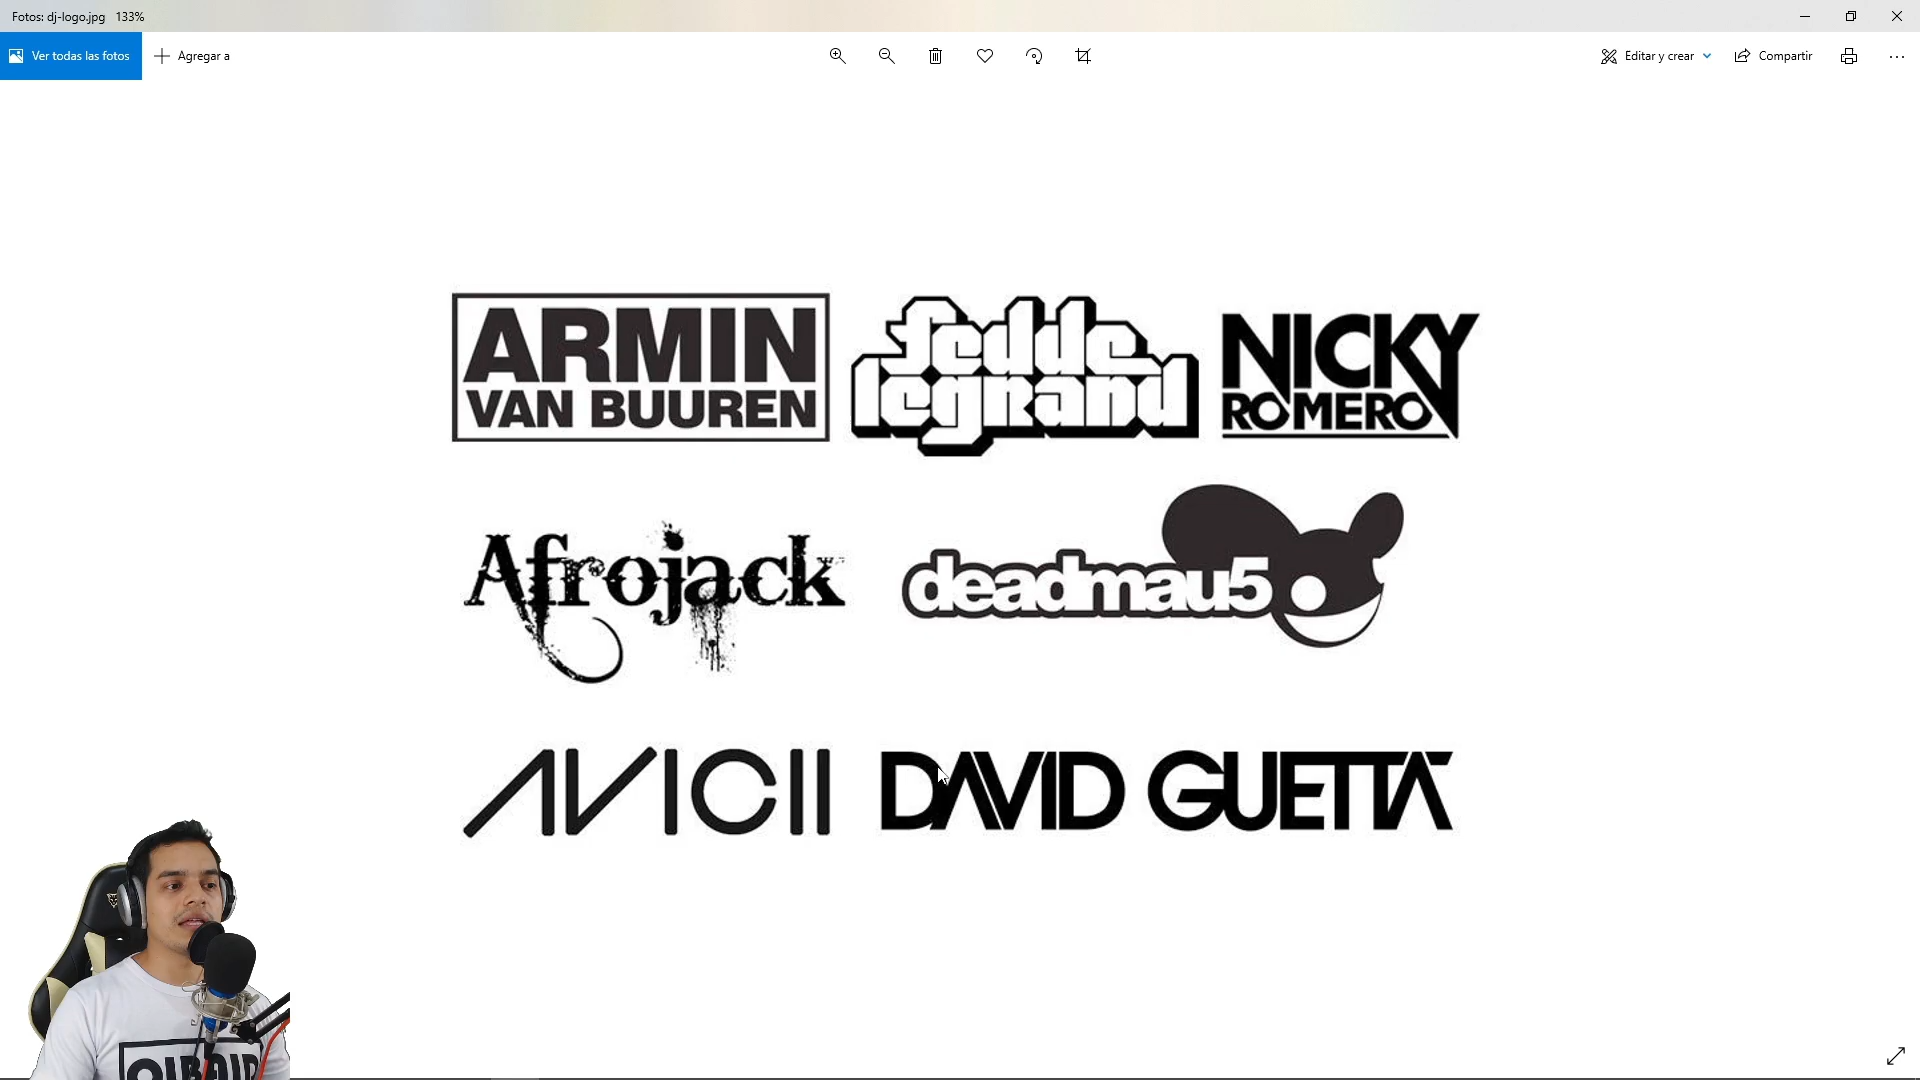 Fotos: dj-logo.jpg 133%
Ver todas las fotos
Agregar a
Editar y crear
Compartir
ARMIN
VAN BUUREN
fedde
legrand
NICKY
ROMERO
Afrojack
deadmau5
AVICII
DAVID GUETTA